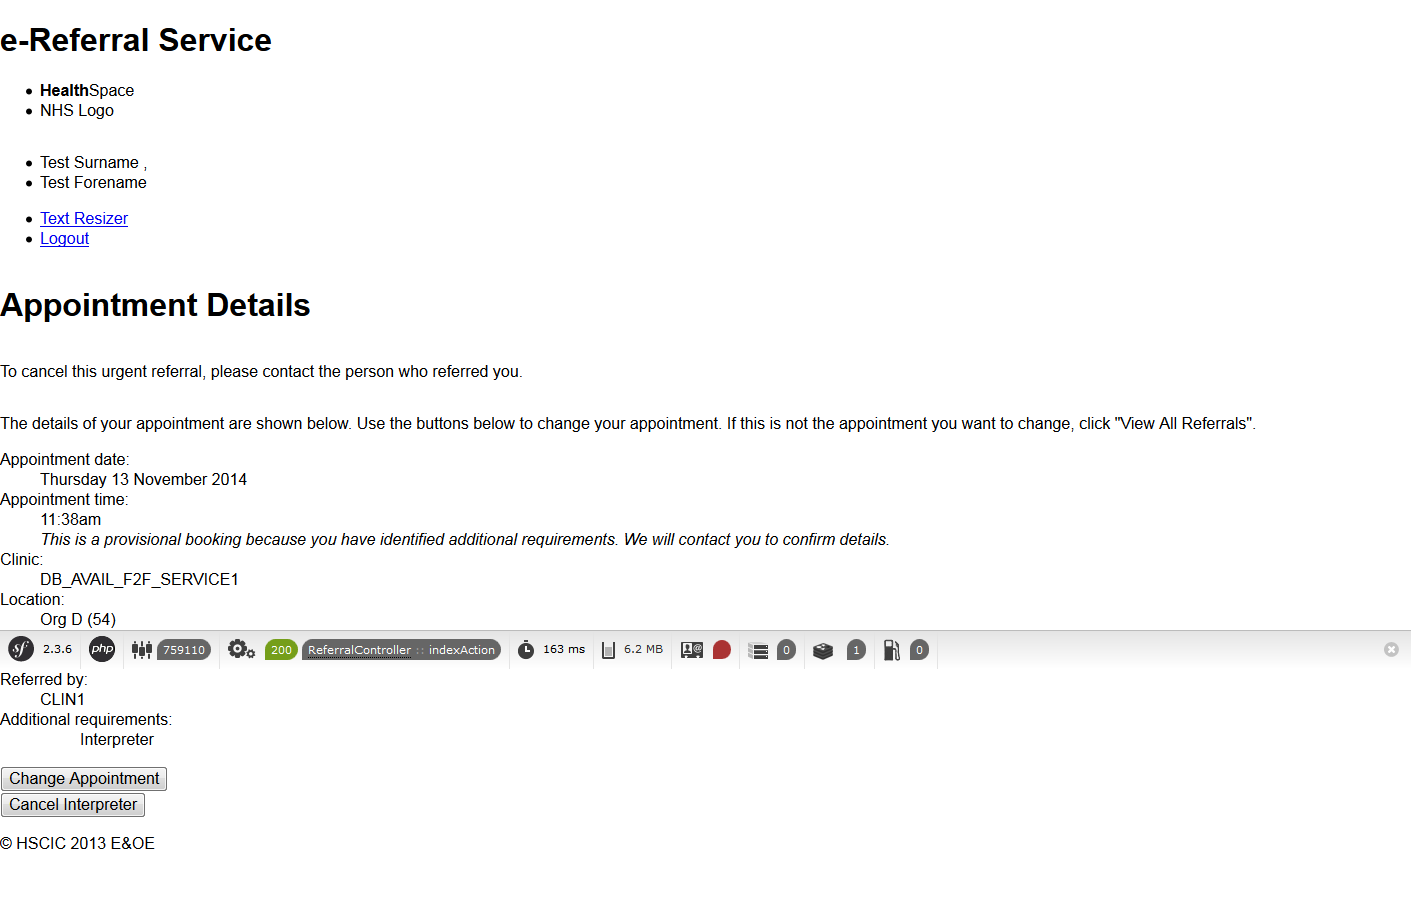 e-Referral Service
HealthSpace
NHS Logo
Test Surname ,
Test Forename
Text Resizer
Logout
Appointment Details
To cancel this urgent referral, please contact the person who referred you.
The details of your appointment are shown below. Use the buttons below to change your appointment. If this is not the appointment you want to change, click "View All Referrals".
Appointment date:
Thursday 13 November 2014
Appointment time:
11:38am
This is a provisional booking because you have identified additional requirements. We will contact you to confirm details.
Clinic:
DB_AVAIL_F2F_SERVICE1
Location:
Org D (54)
sf 2.3.6 php 759110 200 ReferralController :: indexAction 163 ms 6.2 MB 0 1 0
Referred by:
CLIN1
Additional requirements:
Interpreter
Change Appointment
Cancel Interpreter
© HSCIC 2013 E&OE